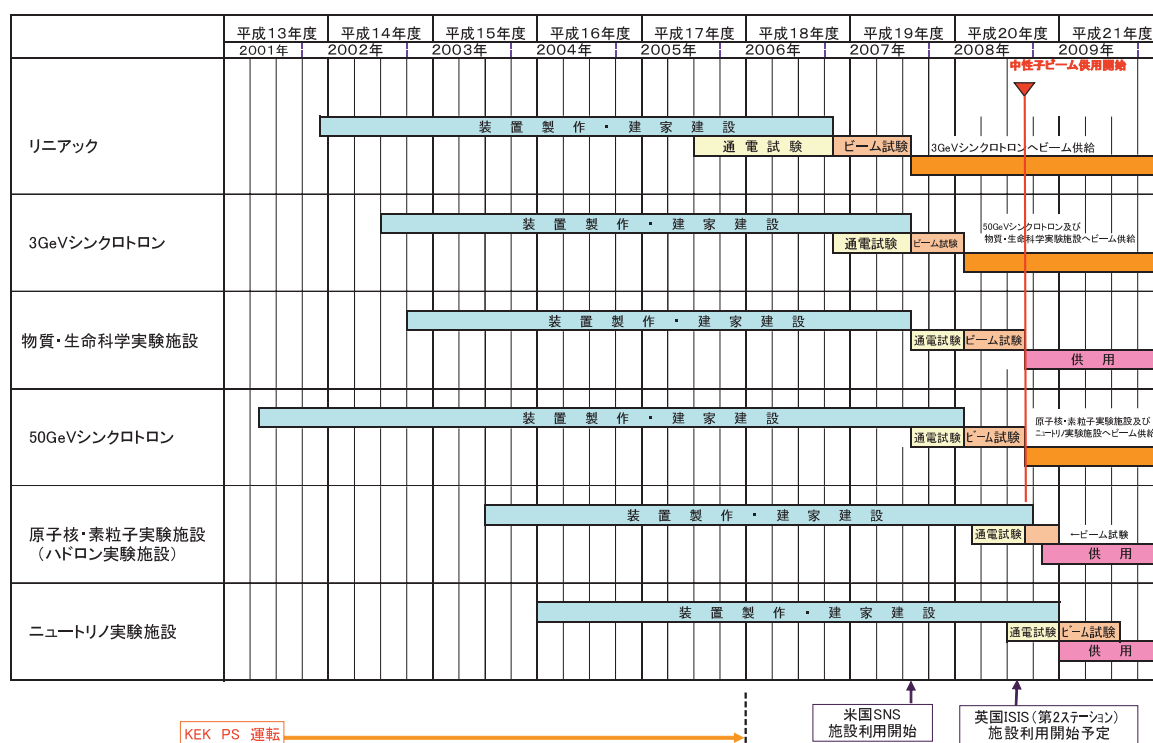 平成13年度 平成14年度 平成15年度 平成16年度 平成17年度 平成18年度 平成19年度 平成20年度 平成21年度
2001年 2002年 2003年 2004年 2005年 2006年 2007年 2008年 2009年
中性子ビーム供用開始
リニアック
装置製作・建家建設
通電試験 ビーム試験 3GeVシンクロトロンへビーム供給
3GeVシンクロトロン
装置製作・建家建設
通電試験 ビーム試験
50GeVシンクロトロン及び
物質・生命科学実験施設へビーム供給
物質・生命科学実験施設
装置製作・建家建設
通電試験 ビーム試験
供用
50GeVシンクロトロン
装置製作・建家建設
通電試験 ビーム試験
原子核・素粒子実験施設及び
ニュートリノ実験施設へビーム供給
原子核・素粒子実験施設
(ハドロン実験施設)
装置製作・建家建設
通電試験 ←ビーム試験
供用
ニュートリノ実験施設
装置製作・建家建設
通電試験 ビーム試験
供用
KEK PS 運転
米国SNS
施設利用開始
英国ISIS(第2ステーション)
施設利用開始予定